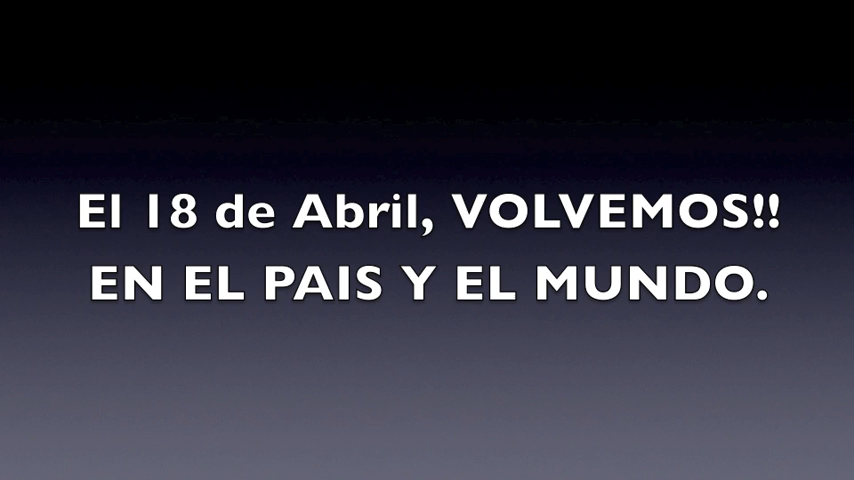 El 18 de Abril, VOLVEMOS!!
EN EL PAIS Y EL MUNDO.